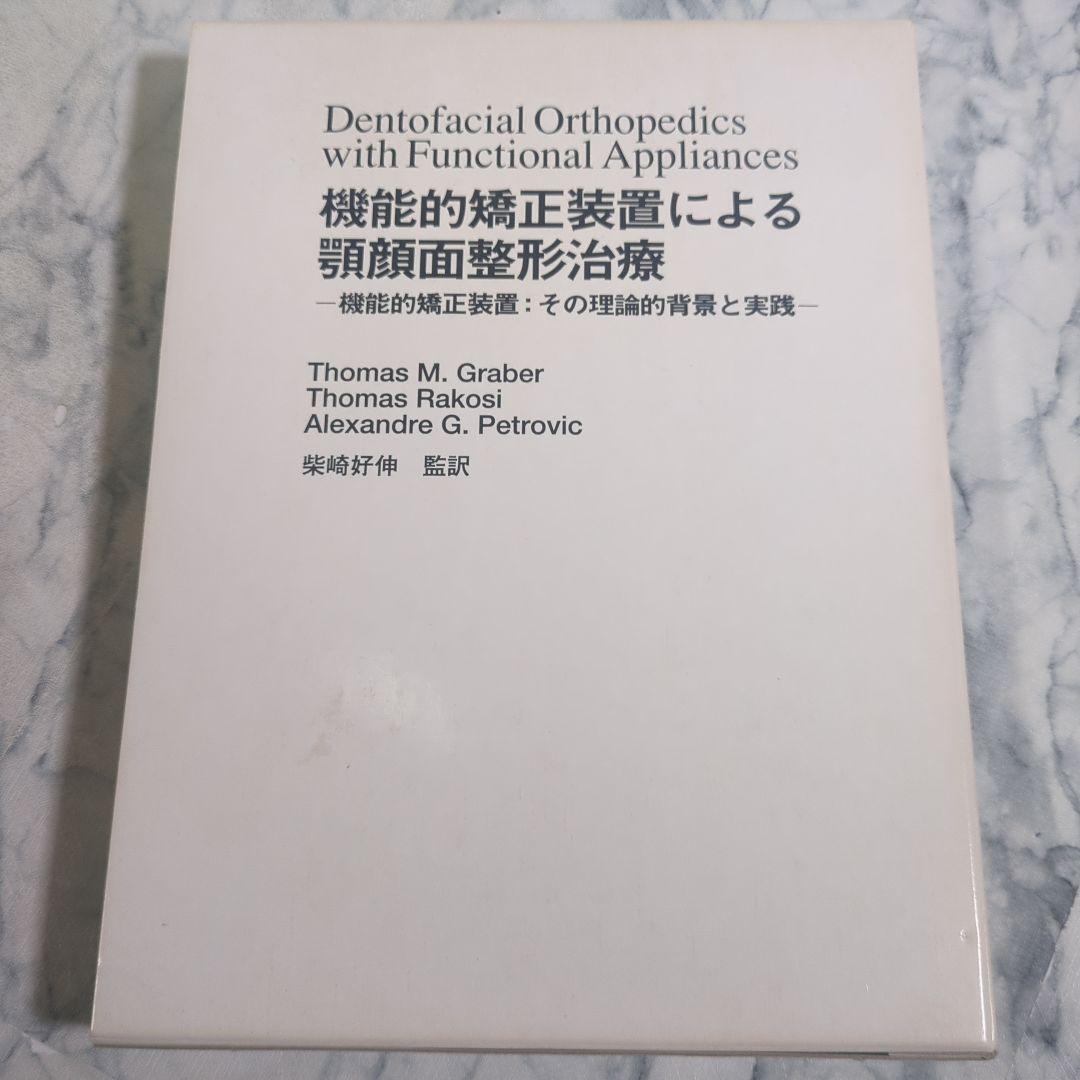 Dentofacial Orthopedics
with Functional Appliances
機能的矯正装置による
顎顔面整形治療
—機能的矯正装置：その理論的背景と実践—
Thomas M. Graber
Thomas Rakosi
Alexandre G. Petrovic
柴崎好伸　監訳